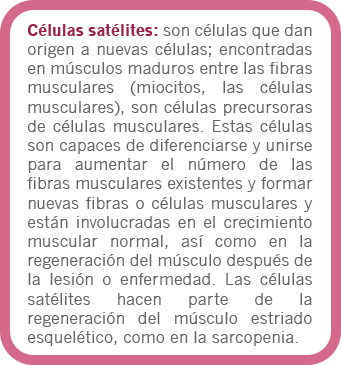 Células satélites: son células que dan
origen a nuevas células; encontradas
en músculos maduros entre las fibras
musculares (miocitos, las células
musculares), son células precursoras
de células musculares. Estas células
son capaces de diferenciarse y unirse
para aumentar el número de las
fibras musculares existentes y formar
nuevas fibras o células musculares y
están involucradas en el crecimiento
muscular normal, así como en la
regeneración del músculo después de
la lesión o enfermedad. Las células
satélites hacen parte de la
regeneración del músculo estriado
esquelético, como en la sarcopenia.